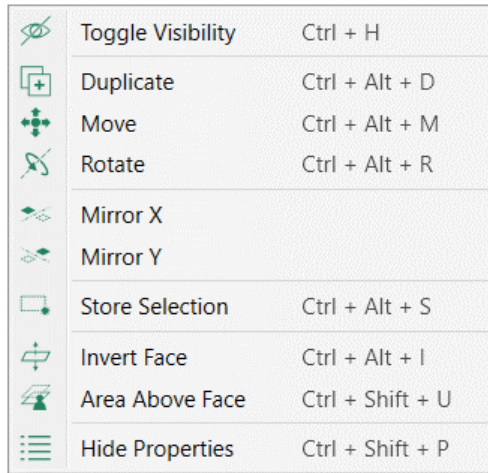 Toggle Visibility Ctrl + H
Duplicate Ctrl + Alt + D
Move Ctrl + Alt + M
Rotate Ctrl + Alt + R
Mirror X
Mirror Y
Store Selection Ctrl + Alt + S
Invert Face Ctrl + Alt + I
Area Above Face Ctrl + Shift + U
Hide Properties Ctrl + Shift + P